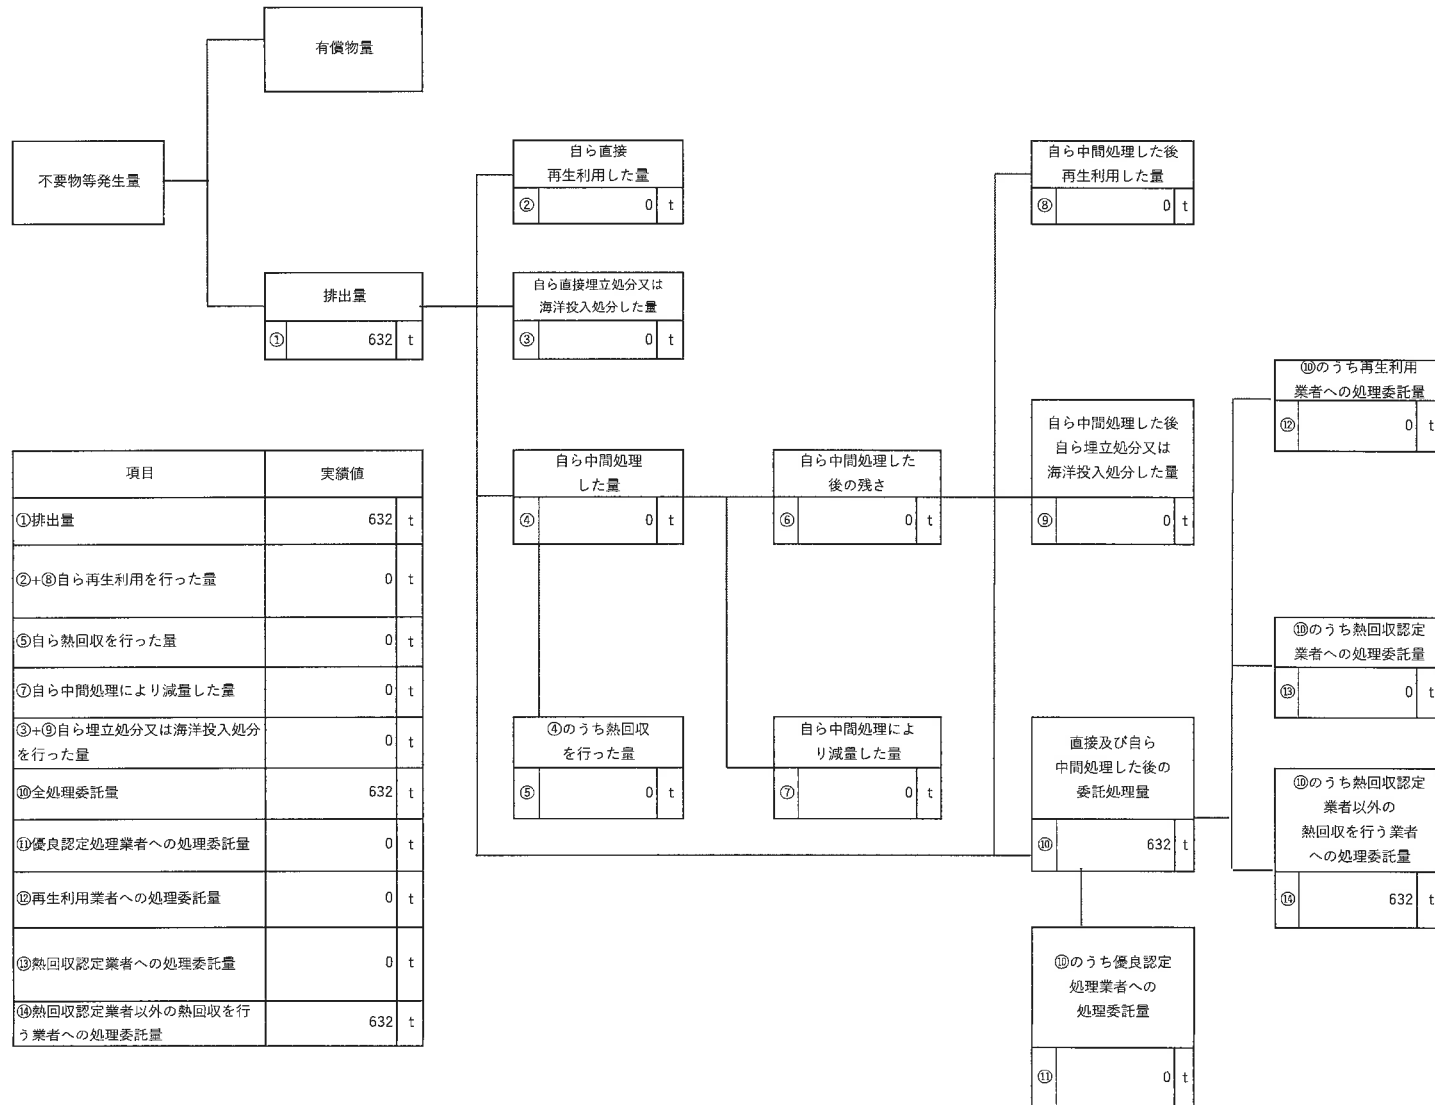 有償物量
不要物等発生量
排出量
① 632 t
自ら直接
再生利用した量
② 0 t
自ら直接埋立処分又は
海洋投入処分した量
③ 0 t
自ら中間処理
した量
④ 0 t
④のうち熱回収
を行った量
⑤ 0 t
自ら中間処理した
後の残さ
⑥ 0 t
自ら中間処理によ
り減量した量
⑦ 0 t
自ら中間処理した後
再生利用した量
⑧ 0 t
自ら中間処理した後
自ら埋立処分又は
海洋投入処分した量
⑨ 0 t
直接及び自ら
中間処理した後の
委託処理量
⑩ 632 t
⑩のうち優良認定
処理業者への
処理委託量
⑪ 0 t
⑩のうち再生利用
業者への処理委託量
⑫ 0 t
⑩のうち熱回収認定
業者への処理委託量
⑬ 0 t
⑩のうち熱回収認定
業者以外の
熱回収を行う業者
への処理委託量
⑭ 632 t
項目 実績値
①排出量 632 t
②+⑧自ら再生利用を行った量 0 t
⑤自ら熱回収を行った量 0 t
⑦自ら中間処理により減量した量 0 t
③+⑨自ら埋立処分又は海洋投入処分
を行った量 0 t
⑩全処理委託量 632 t
⑪優良認定処理業者への処理委託量 0 t
⑫再生利用業者への処理委託量 0 t
⑬熱回収認定業者への処理委託量 0 t
⑭熱回収認定業者以外の熱回収を行
う業者への処理委託量 632 t